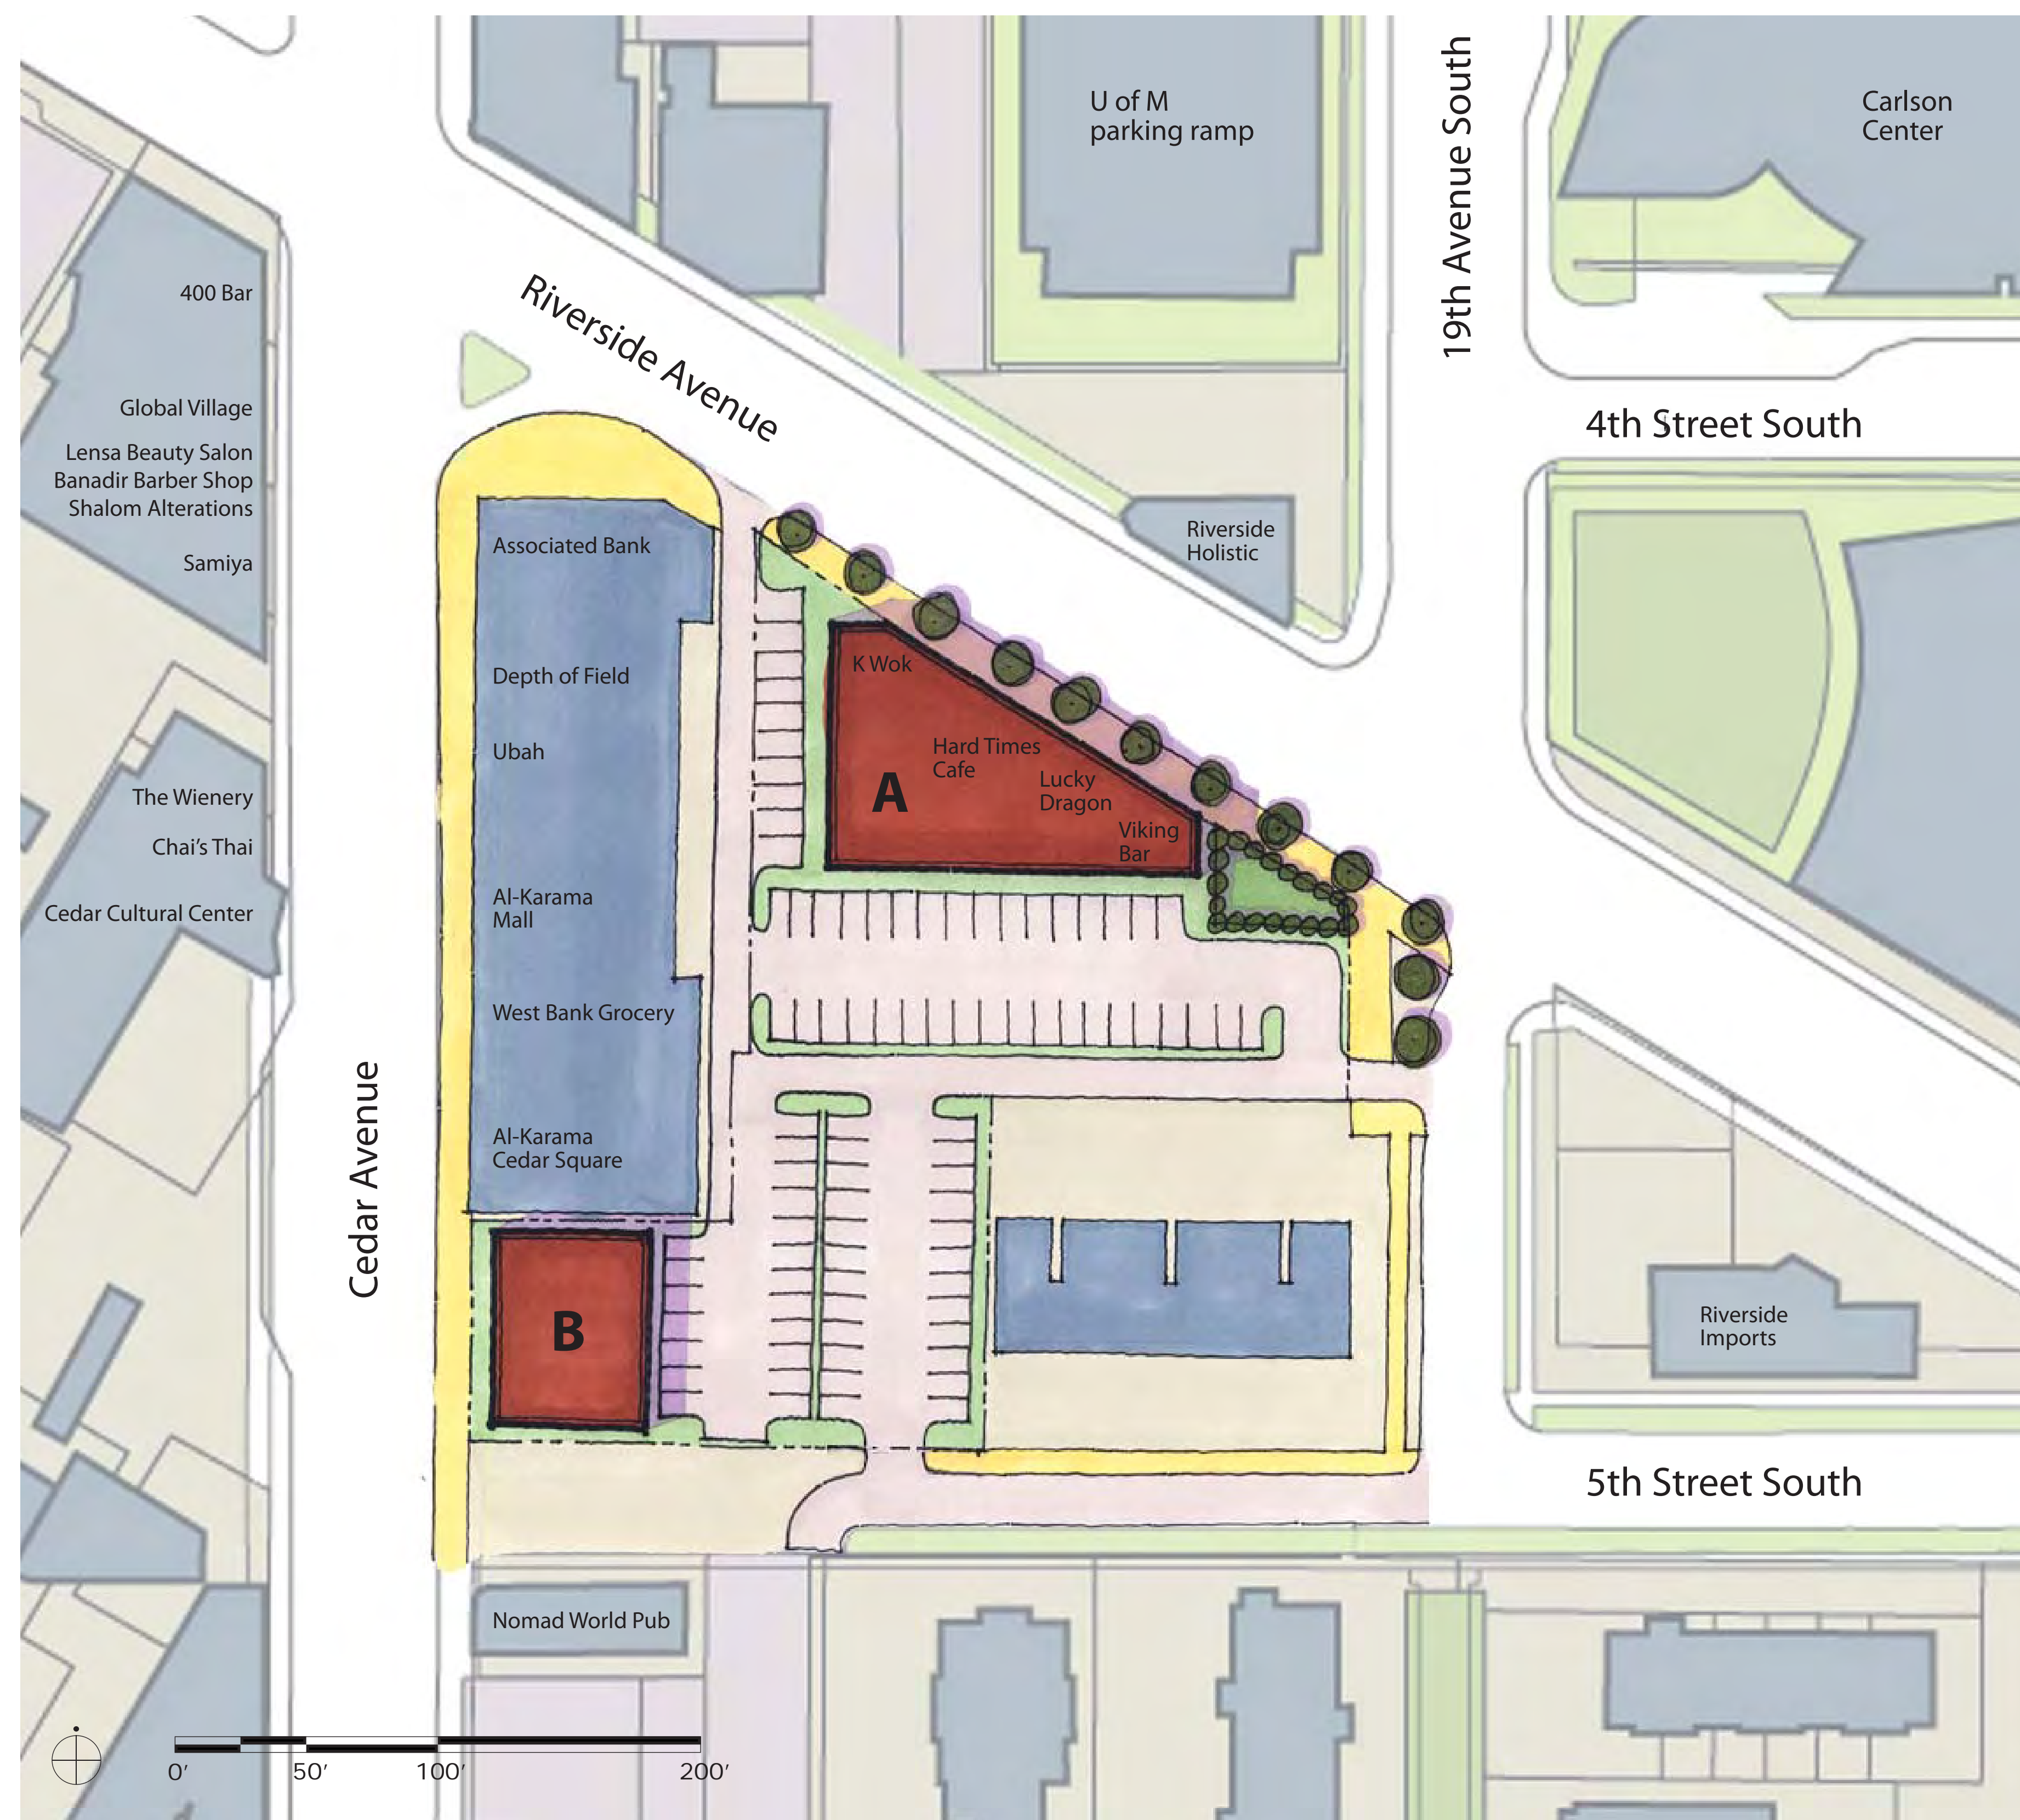 U of M
parking ramp
19th Avenue South
Carlson
Center
400 Bar
Riverside Avenue
Global Village
4th Street South
Lensa Beauty Salon
Banadir Barber Shop
Shalom Alterations
Samiya
Associated Bank
Riverside
Holistic
Depth of Field
K Wok
Ubah
Hard Times
Cafe
A
Lucky
Dragon
The Wienery
Viking
Bar
Chai's Thai
Al-Karama
Mall
Cedar Cultural Center
West Bank Grocery
Cedar Avenue
Al-Karama
Cedar Square
B
Riverside
Imports
5th Street South
Nomad World Pub
0' 50' 100' 200'